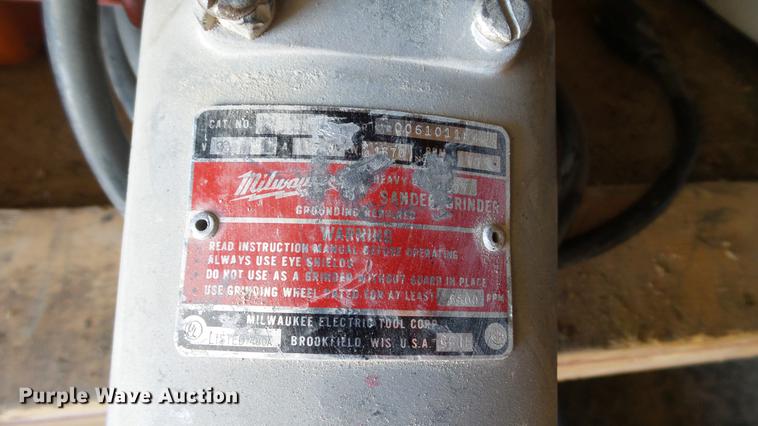 CAT. NO.
V A
Milwau HEAVY
SANDER GRINDER
GROUNDING REQUIRED
WARNING
• READ INSTRUCTION MANUAL BEFORE OPERATING
• ALWAYS USE EYE SHIELDS
• DO NOT USE AS A GRINDER WITHOUT GUARD IN PLACE
• USE GRINDING WHEEL RATED FOR AT LEAST RPM
MILWAUKEE ELECTRIC TOOL CORP.
LISTED BROOKFIELD, WIS. U.S.A.
Purple Wave Auction